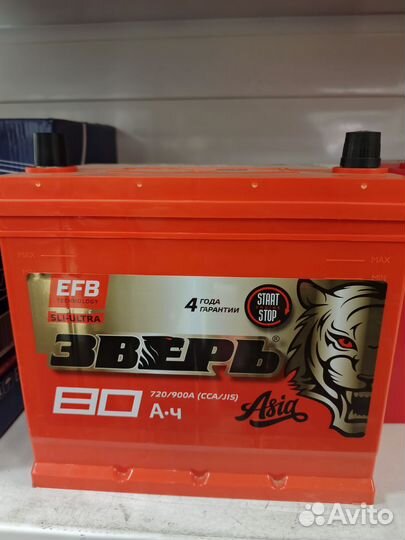 MAX
MAX
MIN
EFB
TECHNOLOGY
SLI-ULTRA
4 ГОДА
ГАРАНТИИ
START
STOP
ЗВЕРЬ®
80
720/900A (CCA/JIS)
А·ч
Asia
Avito